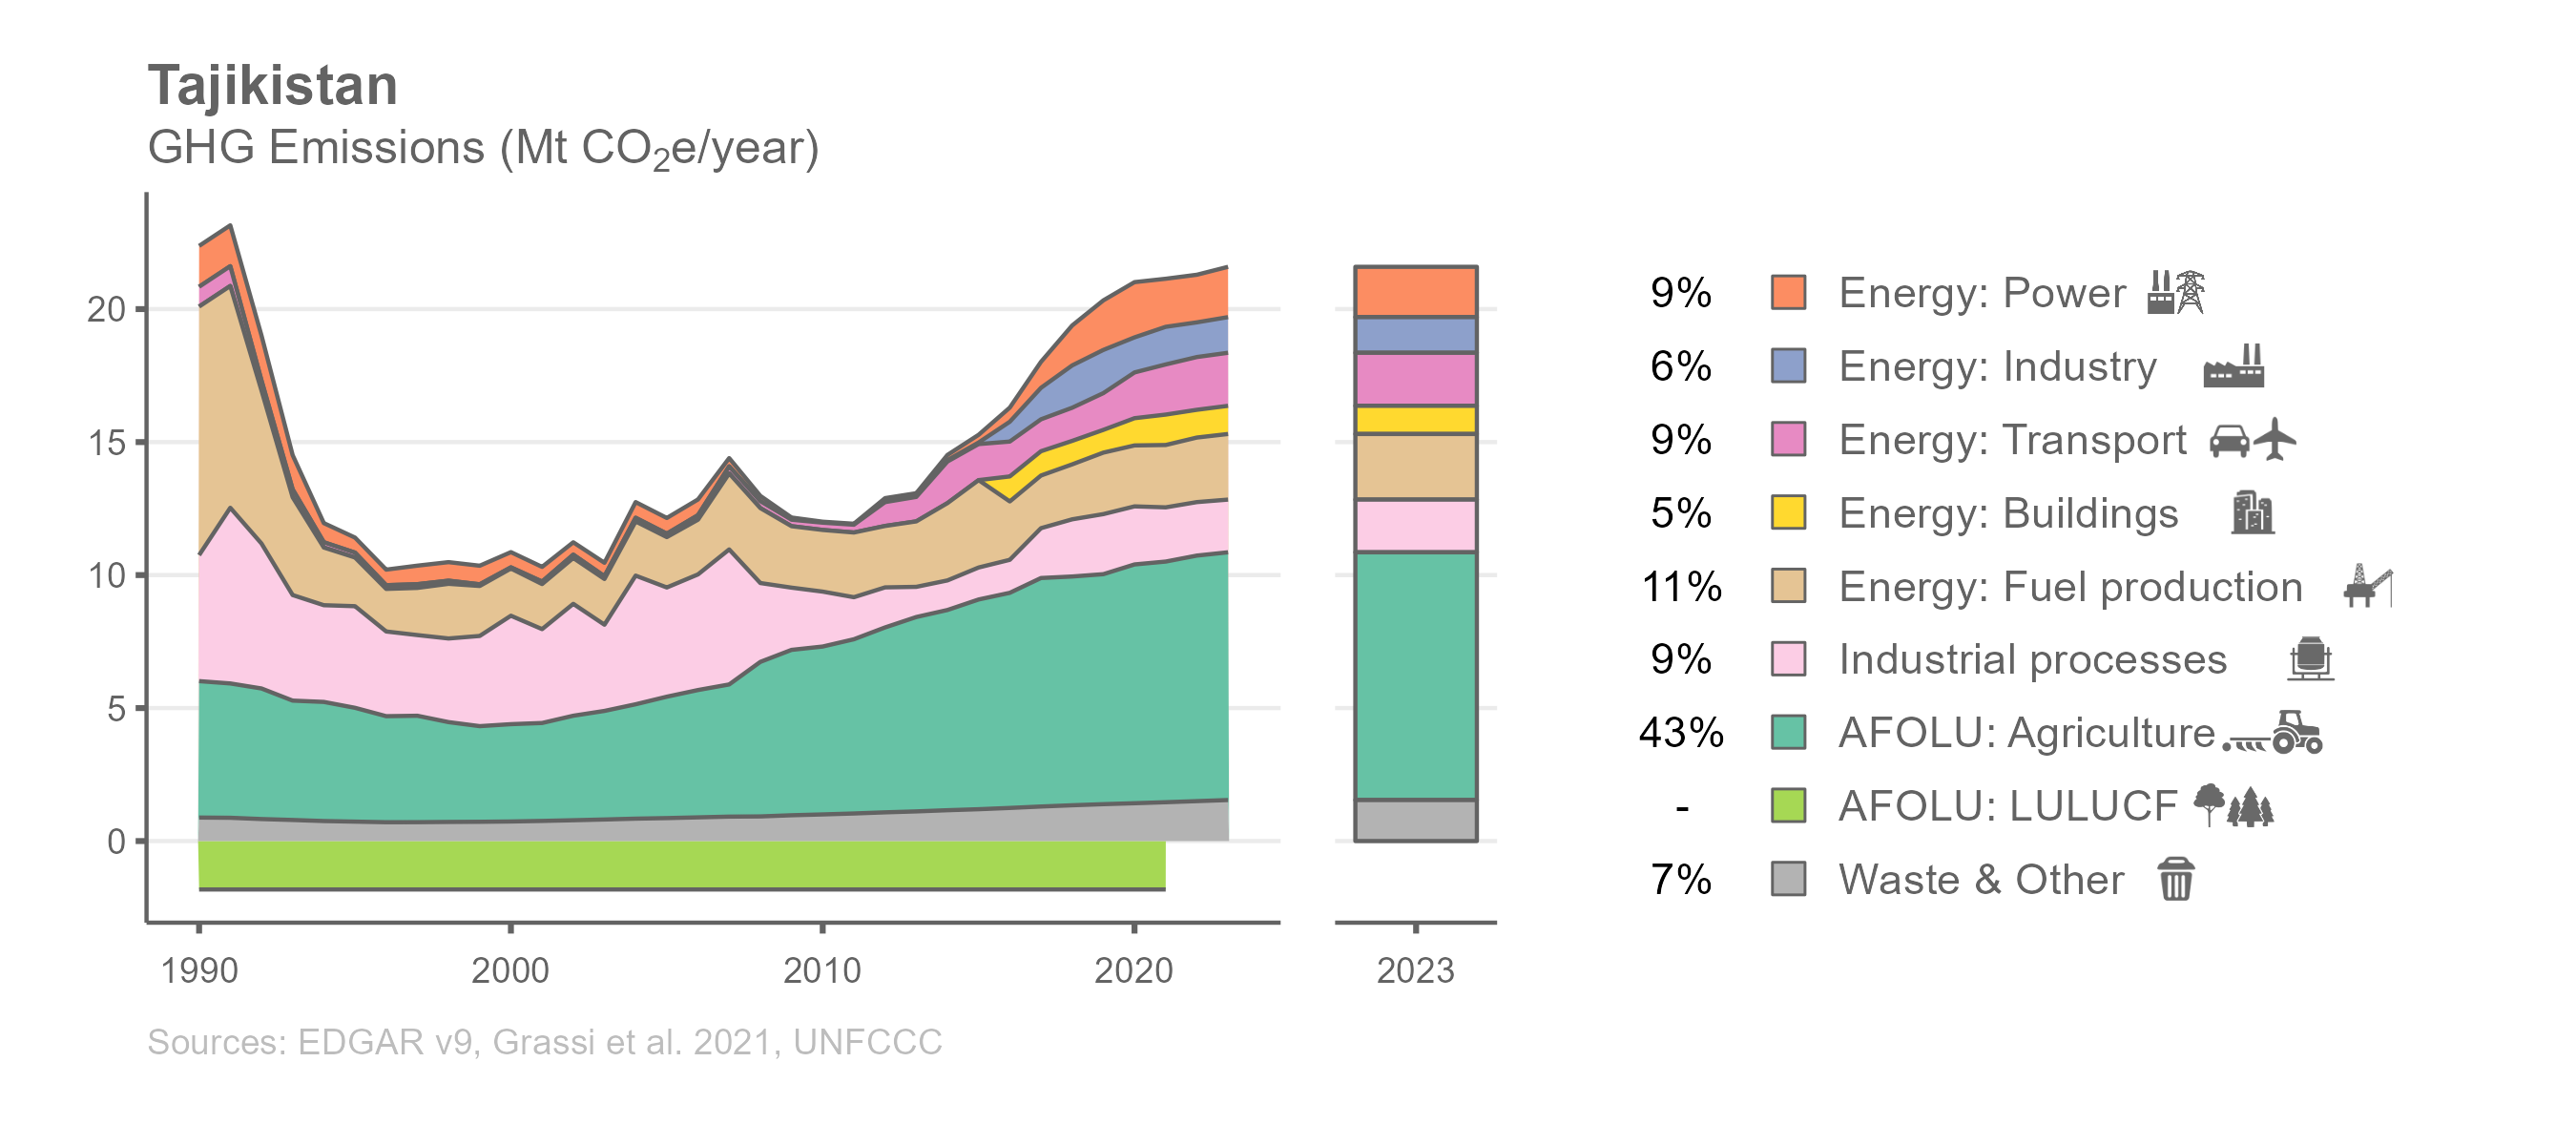 Tajikistan
GHG Emissions (Mt CO₂e/year)
20
15
10
5
0
1990
2000
2010
2020
2023
9% Energy: Power
6% Energy: Industry
9% Energy: Transport
5% Energy: Buildings
11% Energy: Fuel production
9% Industrial processes
43% AFOLU: Agriculture
- AFOLU: LULUCF
7% Waste & Other
Sources: EDGAR v9, Grassi et al. 2021, UNFCCC